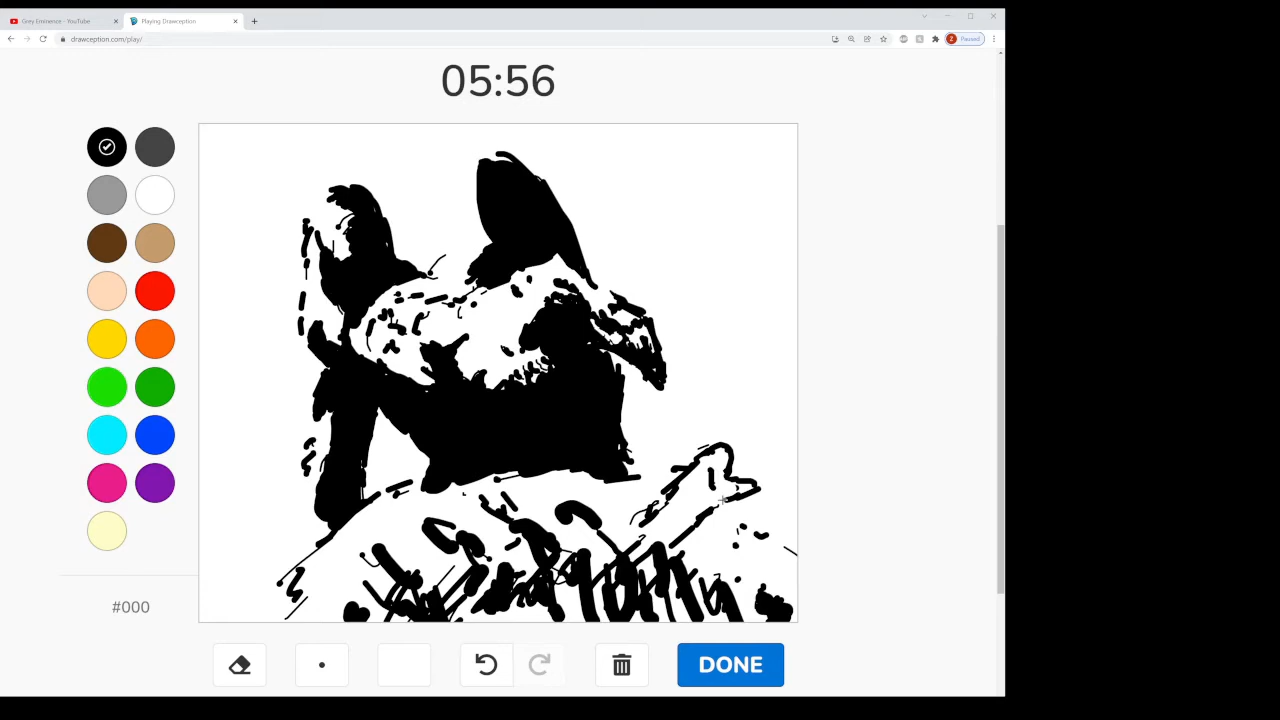 Grey Eminence - YouTube
Playing Drawception
drawception.com/play/
Z Paused
05:56
#000
DONE